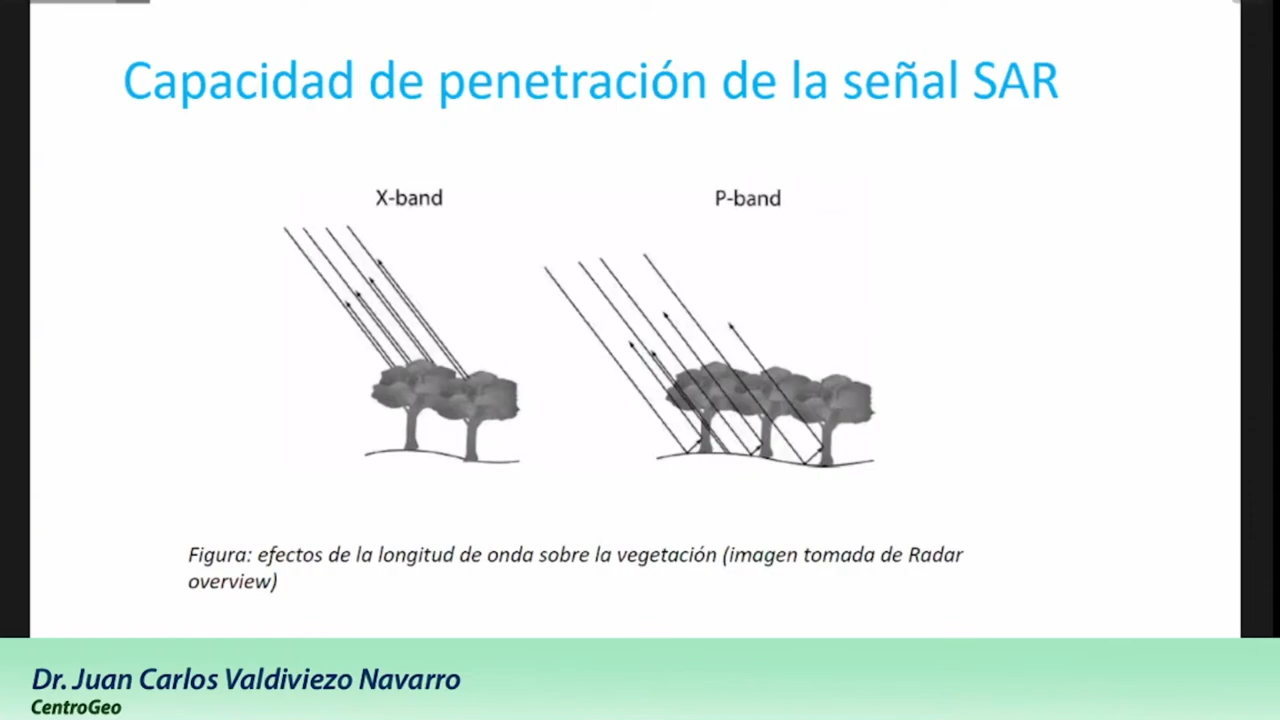 Capacidad de penetración de la señal SAR
X-band
P-band
Figura: efectos de la longitud de onda sobre la vegetación (imagen tomada de Radar
overview)
Dr. Juan Carlos Valdiviezo Navarro
CentroGeo